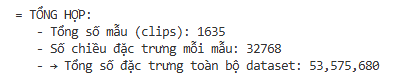 = TỔNG HỢP:
- Tổng số mẫu (clips): 1635
- Số chiều đặc trưng mỗi mẫu: 32768
- → Tổng số đặc trưng toàn bộ dataset: 53,575,680